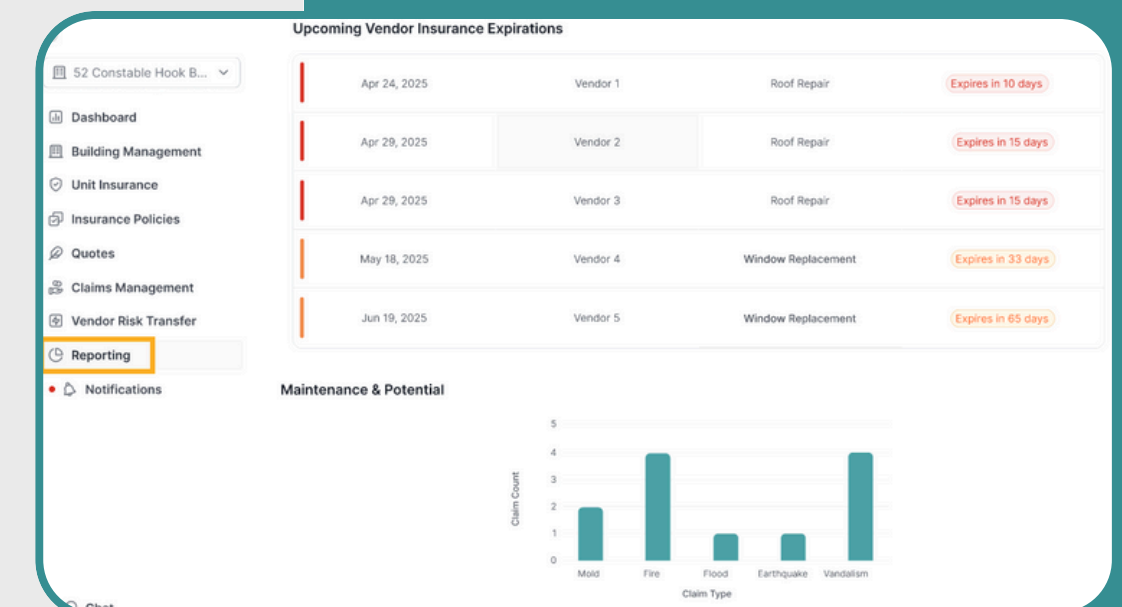 Upcoming Vendor Insurance Expirations
52 Constable Hook B...
Dashboard
Building Management
Unit Insurance
Insurance Policies
Quotes
Claims Management
Vendor Risk Transfer
Reporting
Notifications
Chat
Apr 24, 2025 Vendor 1 Roof Repair Expires in 10 days
Apr 29, 2025 Vendor 2 Roof Repair Expires in 15 days
Apr 29, 2025 Vendor 3 Roof Repair Expires in 15 days
May 18, 2025 Vendor 4 Window Replacement Expires in 33 days
Jun 19, 2025 Vendor 5 Window Replacement Expires in 65 days
Maintenance & Potential
5
4
3
2
1
0
Claim Count
Mold Fire Flood Earthquake Vandalism
Claim Type